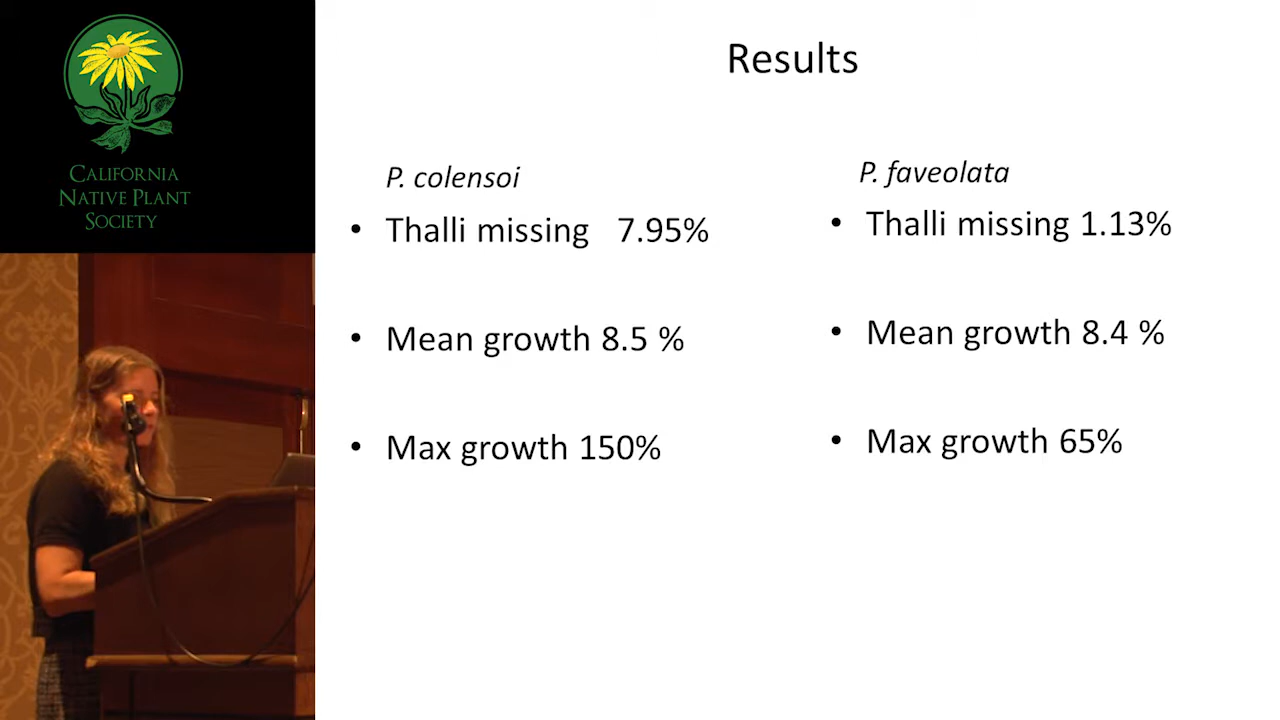 CALIFORNIA
NATIVE PLANT
SOCIETY
Results
P. colensoi
• Thalli missing 7.95%
• Mean growth 8.5 %
• Max growth 150%
P. faveolata
• Thalli missing 1.13%
• Mean growth 8.4 %
• Max growth 65%